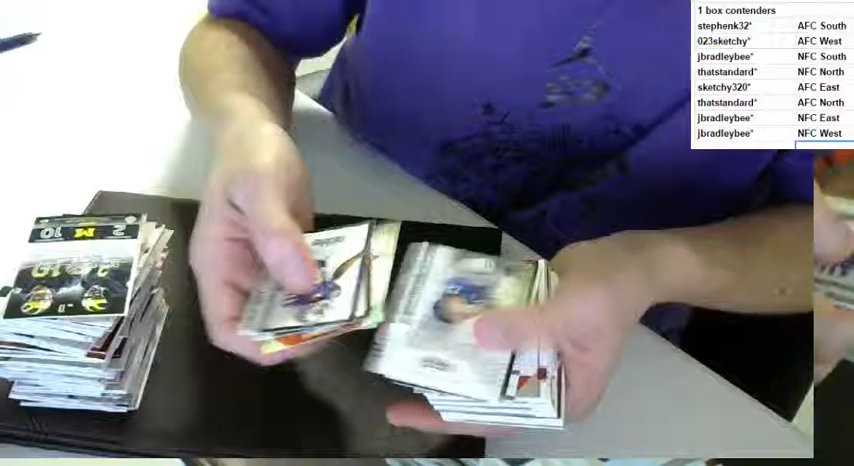 1 box contenders
stephenk32* AFC South
023sketchy* AFC West
jbradleybee* NFC South
thatstandard* NFC North
sketchy320* AFC East
thatstandard* AFC North
jbradleybee* NFC East
jbradleybee* NFC West